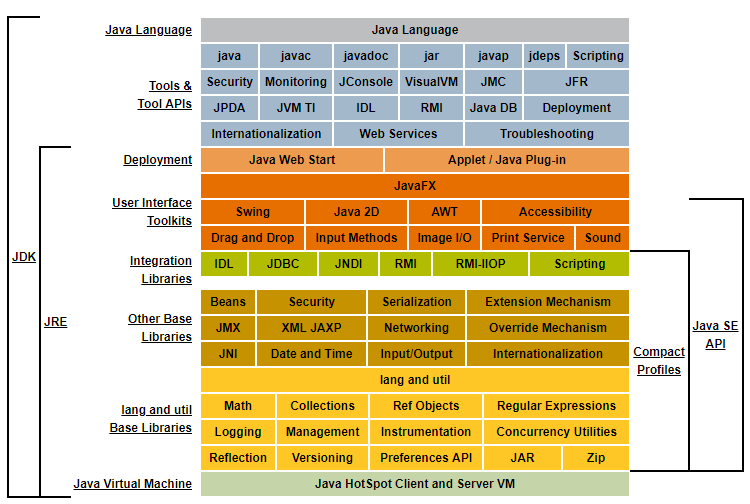 Java Language Java Language
java javac javadoc jar javap jdeps Scripting
Tools & Tool APIs
Security Monitoring JConsole VisualVM JMC JFR
JPDA JVM TI IDL RMI Java DB Deployment
Internationalization Web Services Troubleshooting
Deployment Java Web Start Applet / Java Plug-in
JavaFX
User Interface Toolkits
Swing Java 2D AWT Accessibility
Drag and Drop Input Methods Image I/O Print Service Sound
Integration Libraries
IDL JDBC JNDI RMI RMI-IIOP Scripting
JDK
JRE
Other Base Libraries
Beans Security Serialization Extension Mechanism
JMX XML JAXP Networking Override Mechanism
JNI Date and Time Input/Output Internationalization
Java SE API
Compact Profiles
lang and util
lang and util Base Libraries
Math Collections Ref Objects Regular Expressions
Logging Management Instrumentation Concurrency Utilities
Reflection Versioning Preferences API JAR Zip
Java Virtual Machine Java HotSpot Client and Server VM